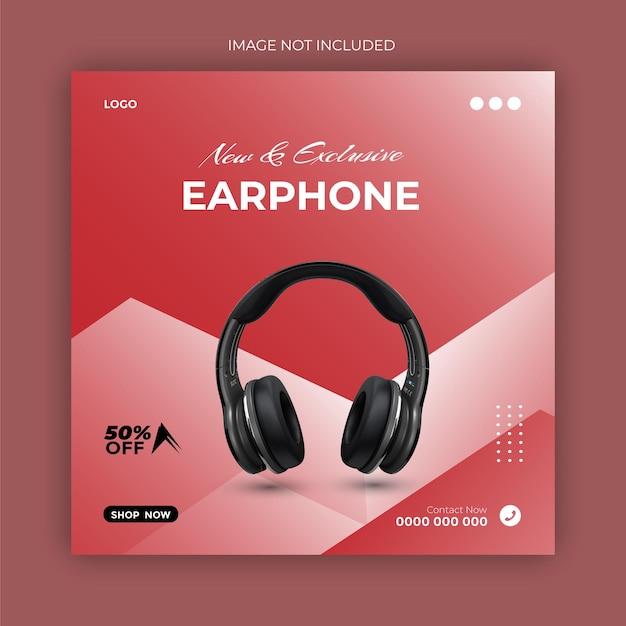 IMAGE NOT INCLUDED
LOGO
New & Exclusive
EARPHONE
50%
OFF
SHOP NOW
Contact Now
0000 000 000